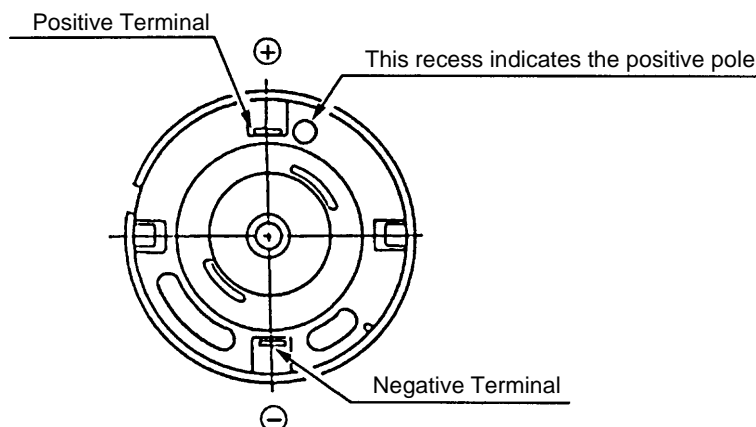 Positive Terminal
+
This recess indicates the positive pole
Negative Terminal
−